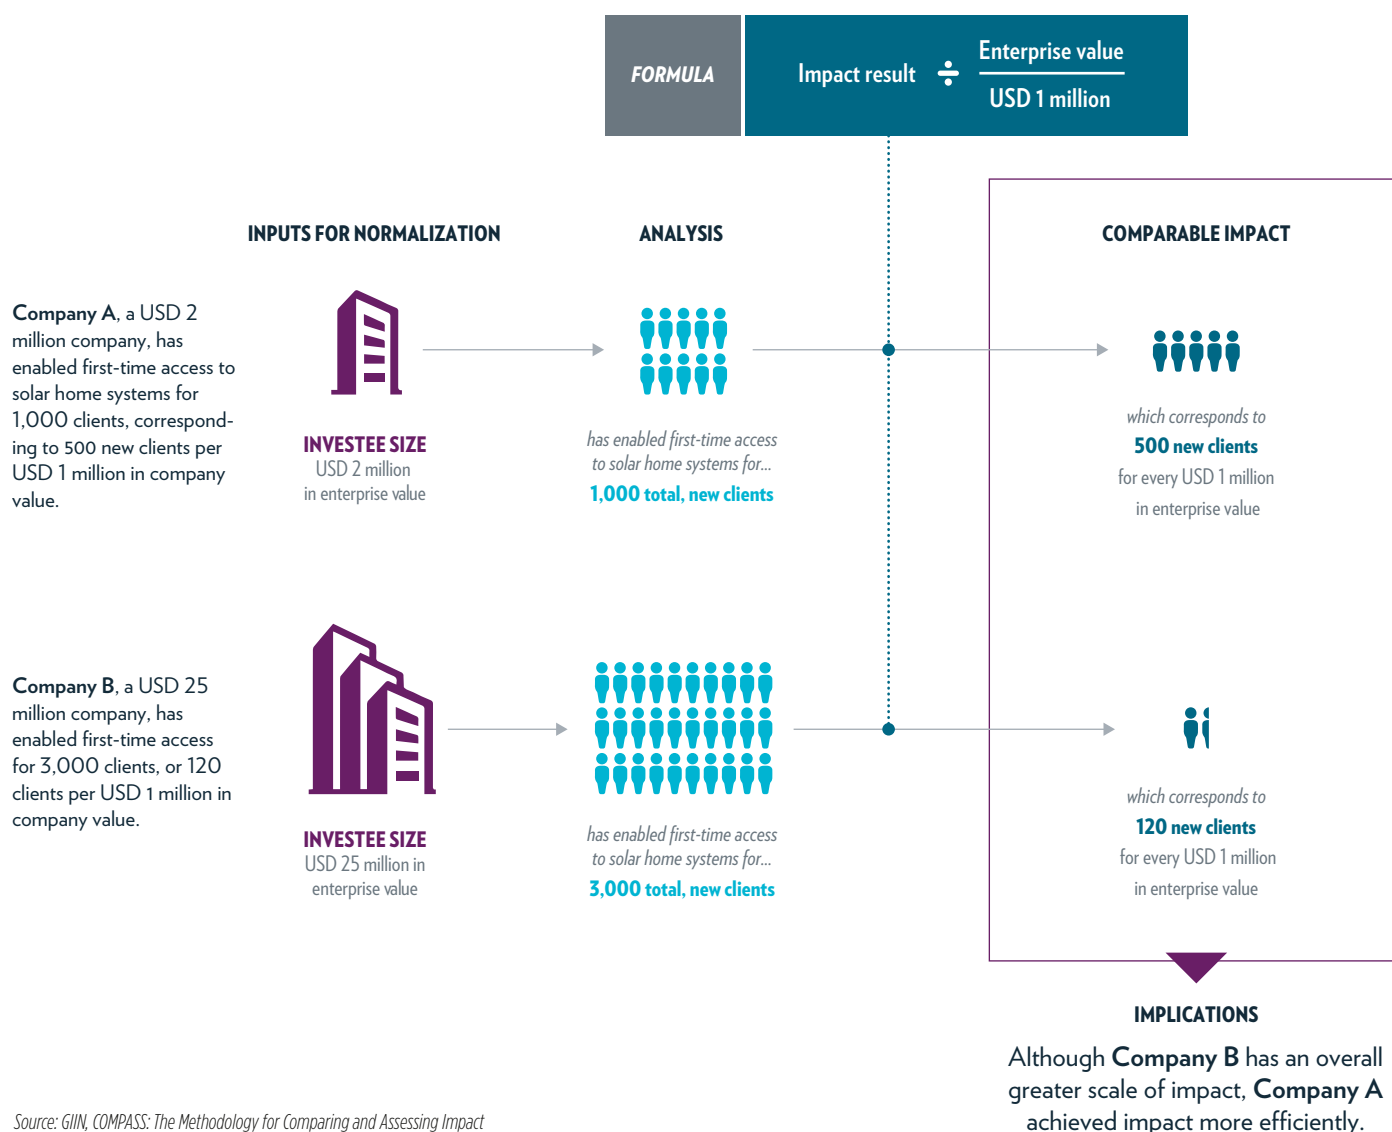 FORMULA
Impact result ÷ Enterprise value
USD 1 million
INPUTS FOR NORMALIZATION
ANALYSIS
COMPARABLE IMPACT
Company A, a USD 2
million company, has
enabled first-time access to
solar home systems for
1,000 clients, correspond-
ing to 500 new clients per
USD 1 million in company
value.
INVESTEE SIZE
USD 2 million
in enterprise value
has enabled first-time access
to solar home systems for...
1,000 total, new clients
which corresponds to
500 new clients
for every USD 1 million
in enterprise value
Company B, a USD 25
million company, has
enabled first-time access
for 3,000 clients, or 120
clients per USD 1 million in
company value.
INVESTEE SIZE
USD 25 million in
enterprise value
has enabled first-time access
to solar home systems for...
3,000 total, new clients
which corresponds to
120 new clients
for every USD 1 million
in enterprise value
IMPLICATIONS
Although Company B has an overall
greater scale of impact, Company A
achieved impact more efficiently.
Source: GIIN, COMPASS: The Methodology for Comparing and Assessing Impact